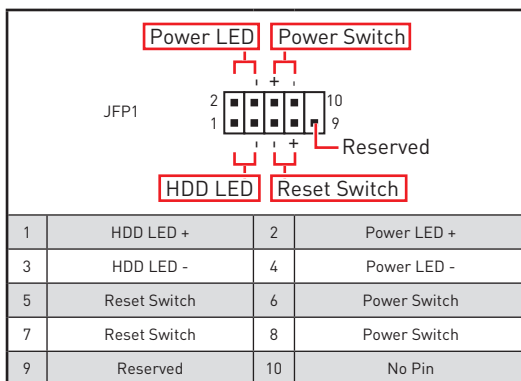 Power LED Power Switch
- + -
JFP1
2 10
1 9
- - +
Reserved
HDD LED Reset Switch
1 HDD LED + 2 Power LED +
3 HDD LED - 4 Power LED -
5 Reset Switch 6 Power Switch
7 Reset Switch 8 Power Switch
9 Reserved 10 No Pin